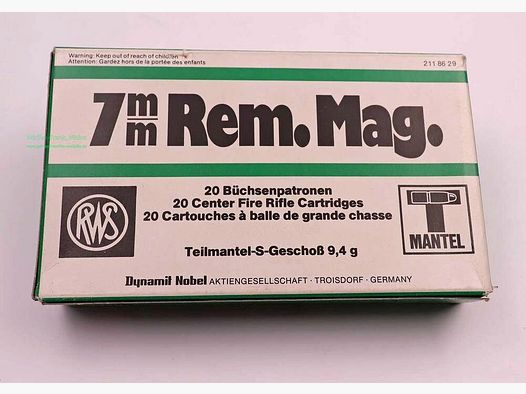 Warning: Keep out of reach of children
Attention: Gardez hors de la portée des enfants
211 86 29
7mm Rem. Mag.
20 Büchsenpatronen
20 Center Fire Rifle Cartridges
20 Cartouches à balle de grande chasse
RWS
T
MANTEL
Teilmantel-S-Geschoß 9,4 g
Dynamit Nobel AKTIENGESELLSCHAFT · TROISDORF · GERMANY